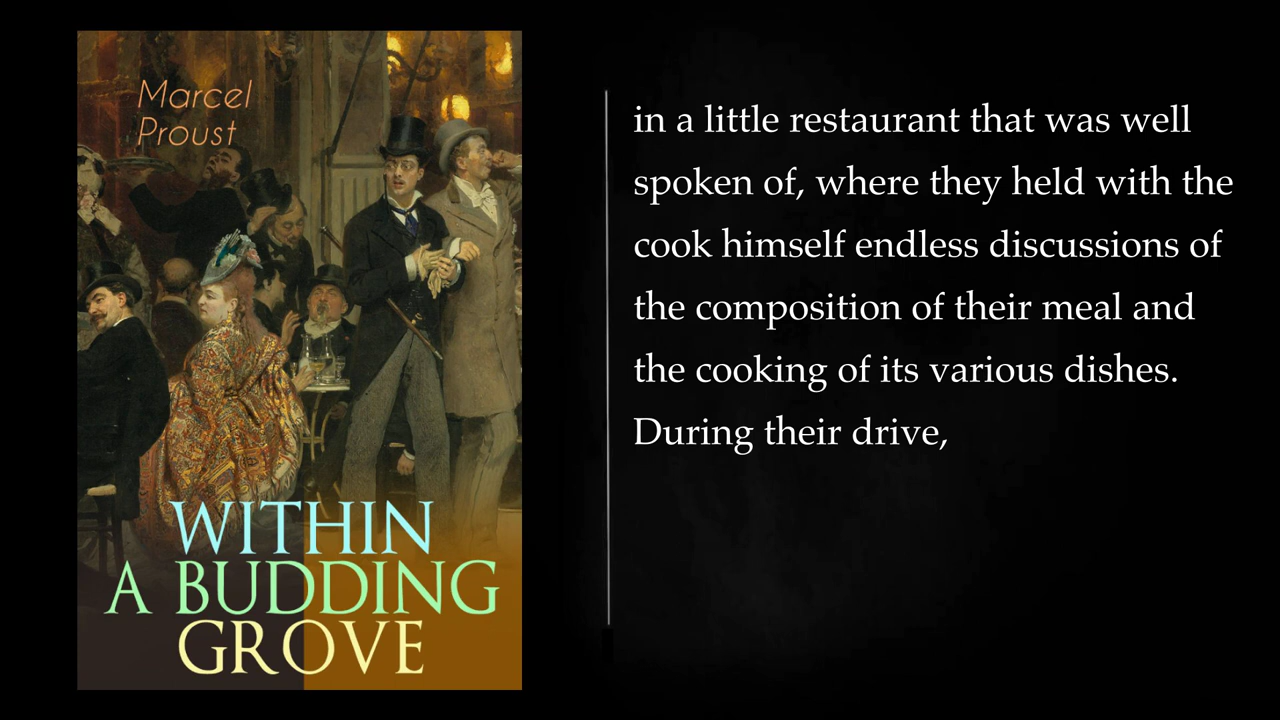 Marcel
Proust
WITHIN
A BUDDING
GROVE
in a little restaurant that was well
spoken of, where they held with the
cook himself endless discussions of
the composition of their meal and
the cooking of its various dishes.
During their drive,